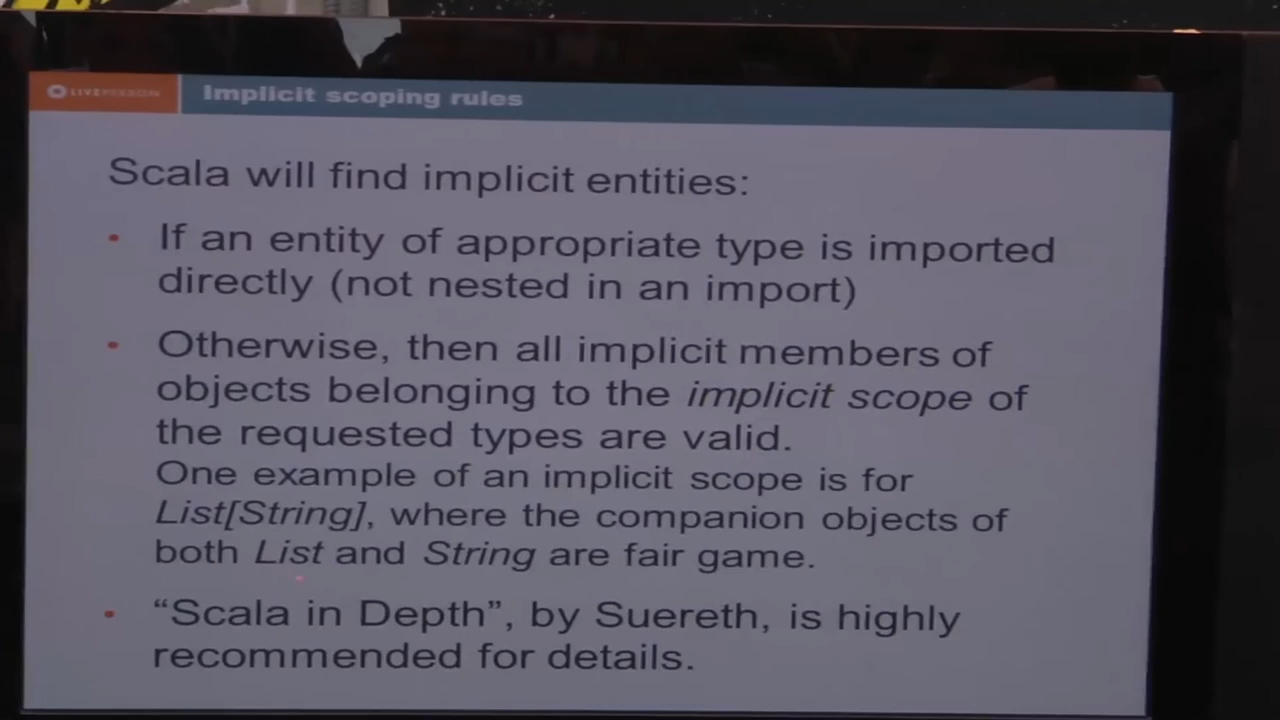 LIVEPERSON
Implicit scoping rules
Scala will find implicit entities:
• If an entity of appropriate type is imported
directly (not nested in an import)
• Otherwise, then all implicit members of
objects belonging to the implicit scope of
the requested types are valid.
One example of an implicit scope is for
List[String], where the companion objects of
both List and String are fair game.
• “Scala in Depth”, by Suereth, is highly
recommended for details.